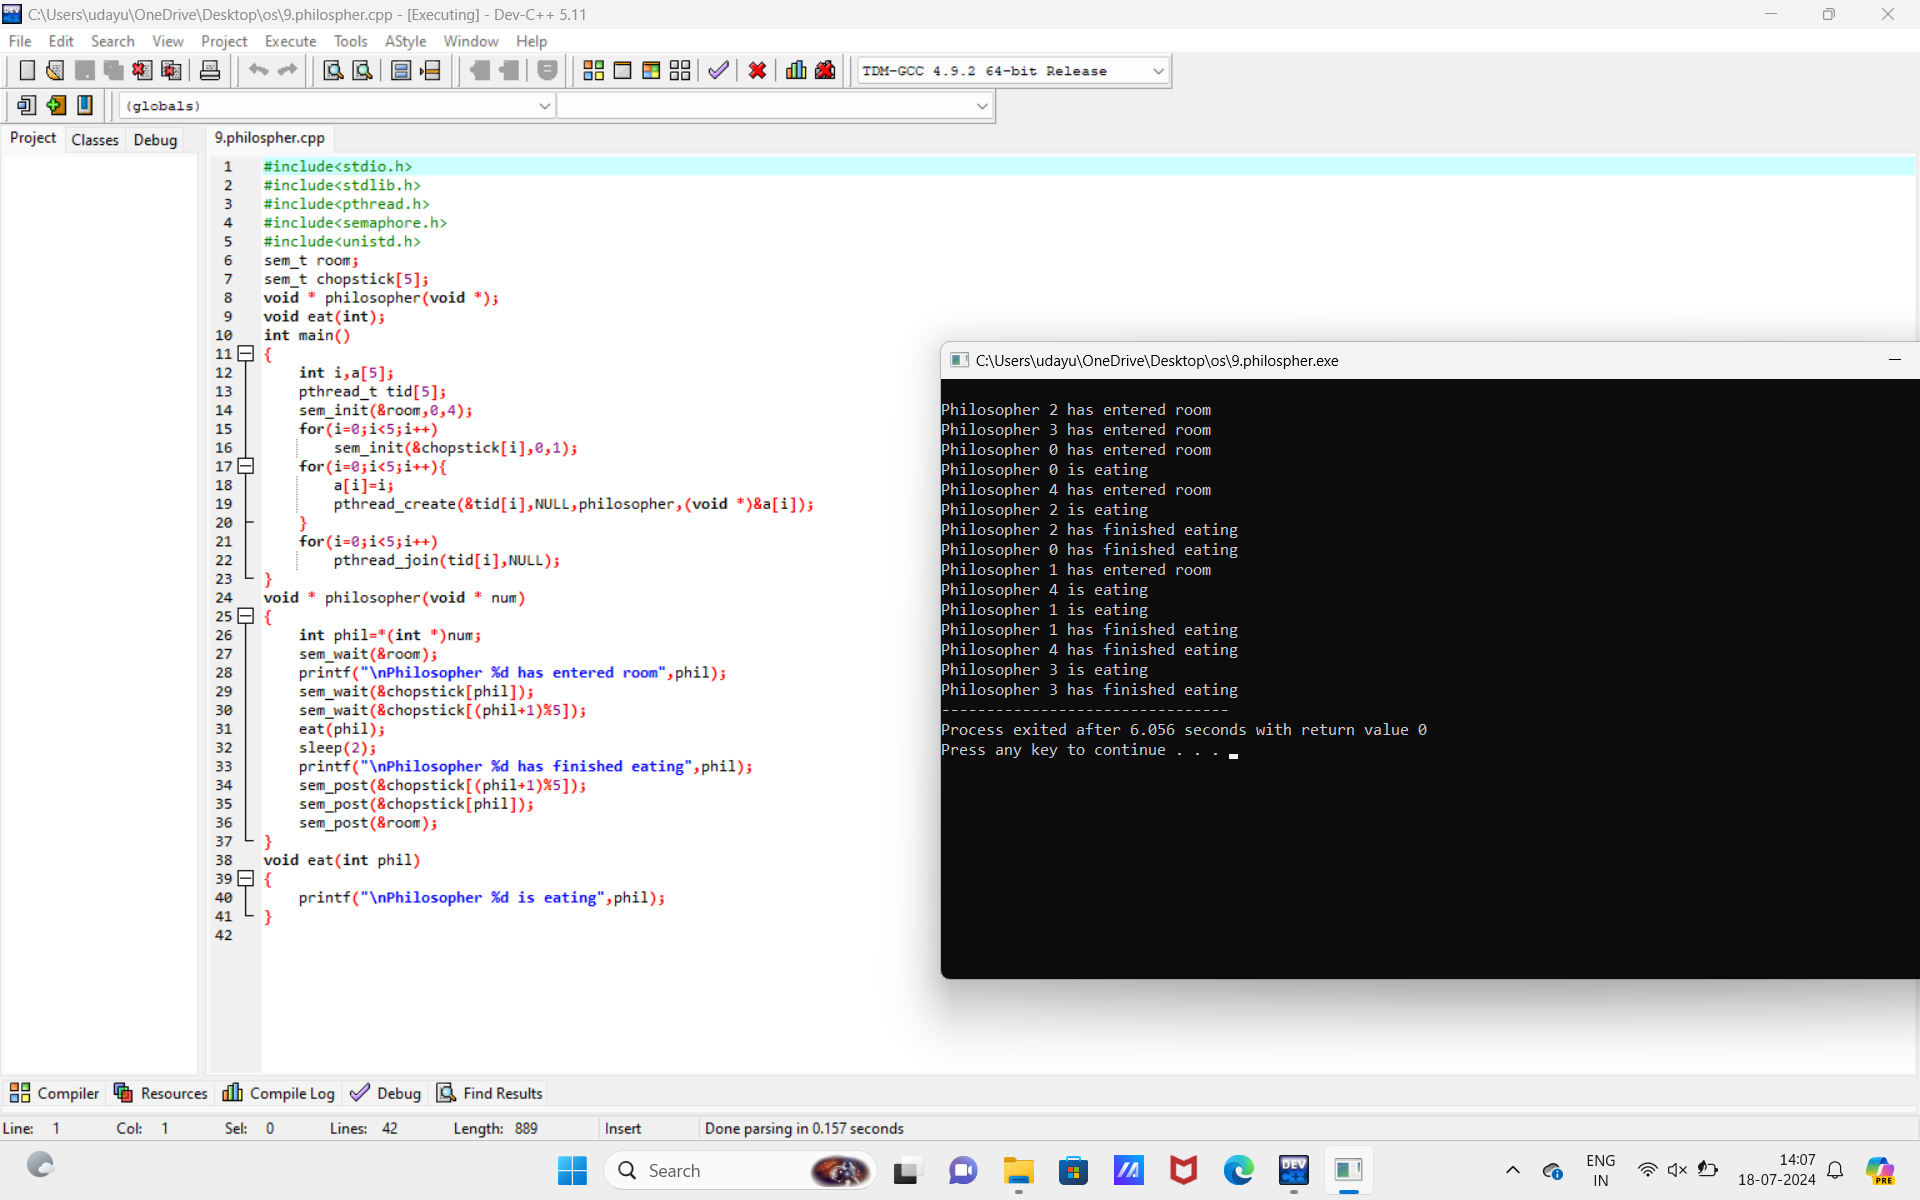 C:\Users\udayu\OneDrive\Desktop\os\9.philospher.cpp - [Executing] - Dev-C++ 5.11
File Edit Search View Project Execute Tools AStyle Window Help
TDM-GCC 4.9.2 64-bit Release
(globals)
Project Classes Debug 9.philospher.cpp
1 #include<stdio.h>
2 #include<stdlib.h>
3 #include<pthread.h>
4 #include<semaphore.h>
5 #include<unistd.h>
6 sem_t room;
7 sem_t chopstick[5];
8 void * philosopher(void *);
9 void eat(int);
10 int main()
11 {
12 int i,a[5];
13 pthread_t tid[5];
14 sem_init(&room,0,4);
15 for(i=0;i<5;i++)
16 sem_init(&chopstick[i],0,1);
17 for(i=0;i<5;i++){
18 a[i]=i;
19 pthread_create(&tid[i],NULL,philosopher,(void *)&a[i]);
20 }
21 for(i=0;i<5;i++)
22 pthread_join(tid[i],NULL);
23 }
24 void * philosopher(void * num)
25 {
26 int phil=*(int *)num;
27 sem_wait(&room);
28 printf("\nPhilosopher %d has entered room",phil);
29 sem_wait(&chopstick[phil]);
30 sem_wait(&chopstick[(phil+1)%5]);
31 eat(phil);
32 sleep(2);
33 printf("\nPhilosopher %d has finished eating",phil);
34 sem_post(&chopstick[(phil+1)%5]);
35 sem_post(&chopstick[phil]);
36 sem_post(&room);
37 }
38 void eat(int phil)
39 {
40 printf("\nPhilosopher %d is eating",phil);
41 }
42
C:\Users\udayu\OneDrive\Desktop\os\9.philospher.exe
Philosopher 2 has entered room
Philosopher 3 has entered room
Philosopher 0 has entered room
Philosopher 0 is eating
Philosopher 4 has entered room
Philosopher 2 is eating
Philosopher 2 has finished eating
Philosopher 0 has finished eating
Philosopher 1 has entered room
Philosopher 4 is eating
Philosopher 1 is eating
Philosopher 1 has finished eating
Philosopher 4 has finished eating
Philosopher 3 is eating
Philosopher 3 has finished eating
--------------------------------
Process exited after 6.056 seconds with return value 0
Press any key to continue . . .
Compiler Resources Compile Log Debug Find Results
Line: 1 Col: 1 Sel: 0 Lines: 42 Length: 889 Insert Done parsing in 0.157 seconds
Search
DEV
ENG
IN
14:07
18-07-2024
PRE